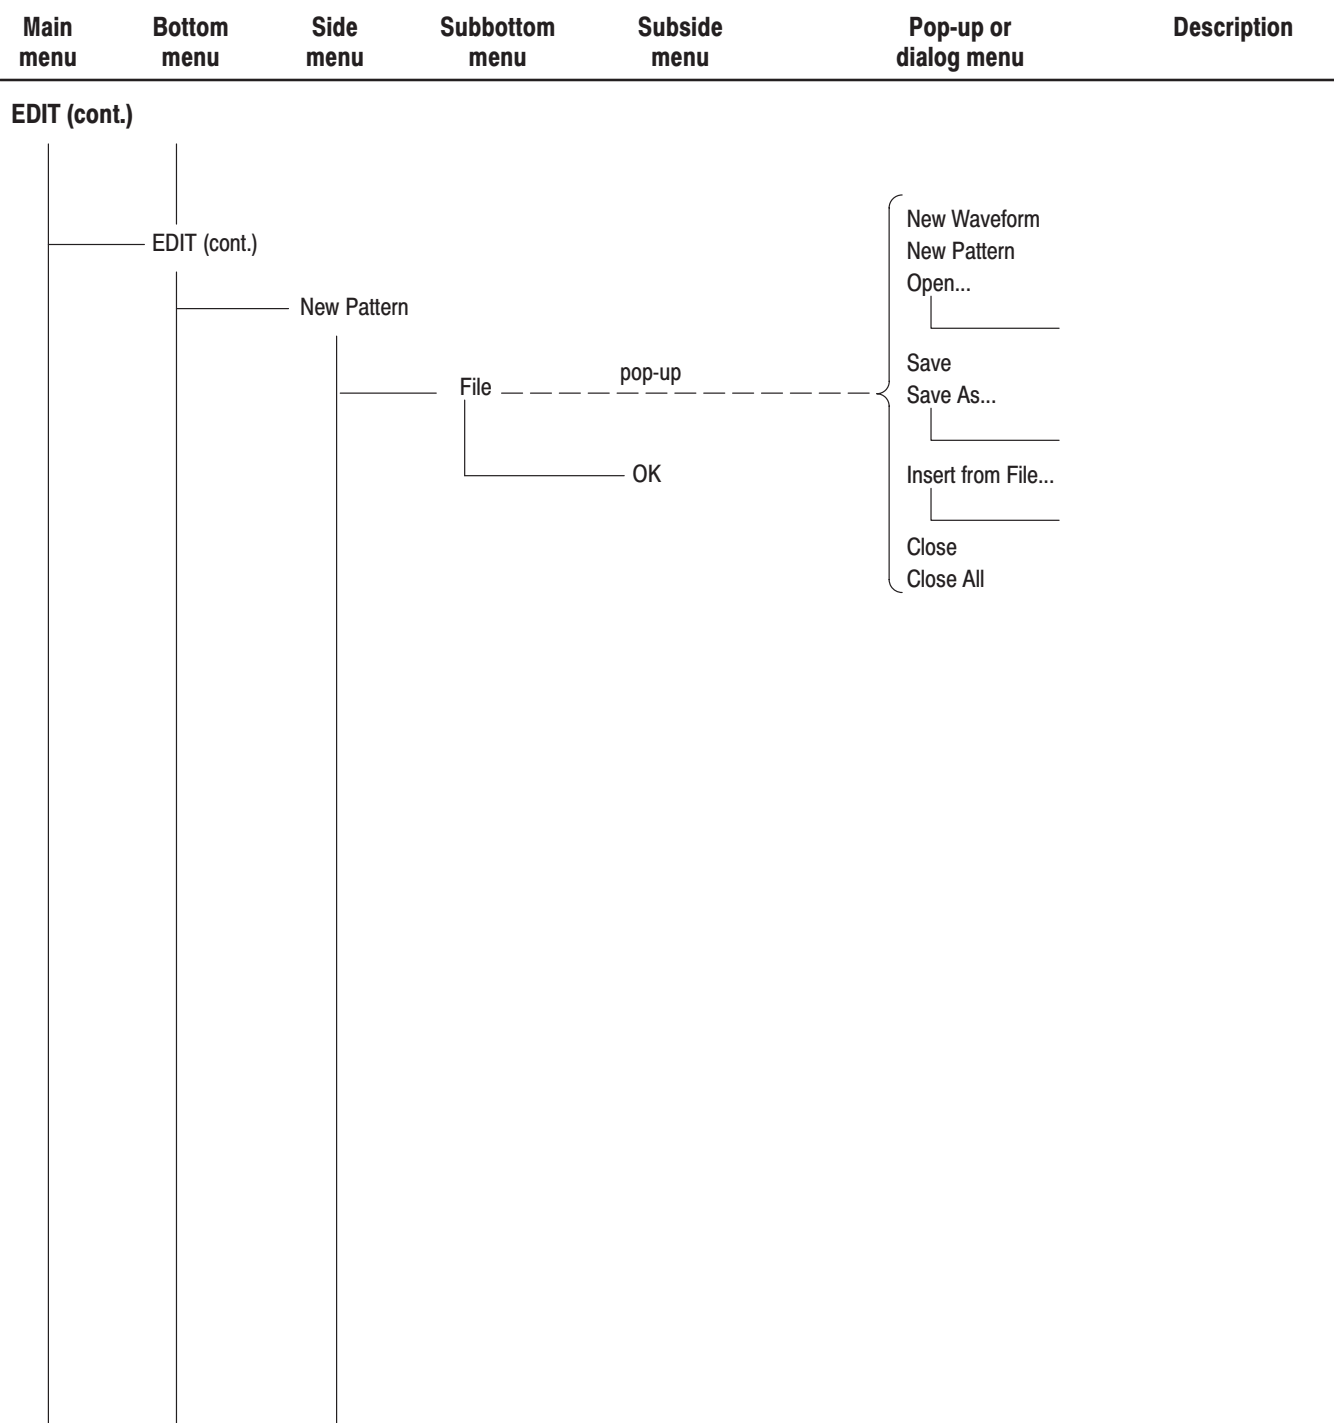 Main menu
Bottom menu
Side menu
Subbottom menu
Subside menu
Pop-up or dialog menu
Description
EDIT (cont.)
EDIT (cont.)
New Pattern
File
pop-up
OK
New Waveform
New Pattern
Open...
Save
Save As...
Insert from File...
Close
Close All